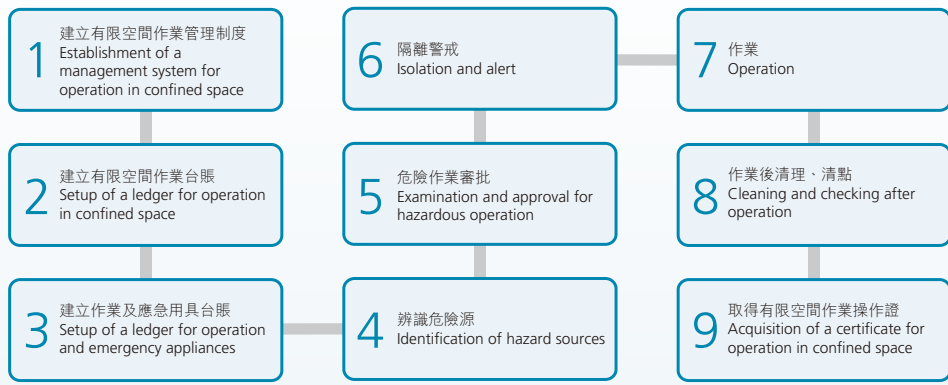 1
建立有限空間作業管理制度
Establishment of a
management system for
operation in confined space
2
建立有限空間作業台賬
Setup of a ledger for operation
in confined space
3
建立作業及應急用具台賬
Setup of a ledger for operation
and emergency appliances
4
辨識危險源
Identification of hazard sources
5
危險作業審批
Examination and approval for
hazardous operation
6
隔離警戒
Isolation and alert
7
作業
Operation
8
作業後清理、清點
Cleaning and checking after
operation
9
取得有限空間作業操作證
Acquisition of a certificate for
operation in confined space